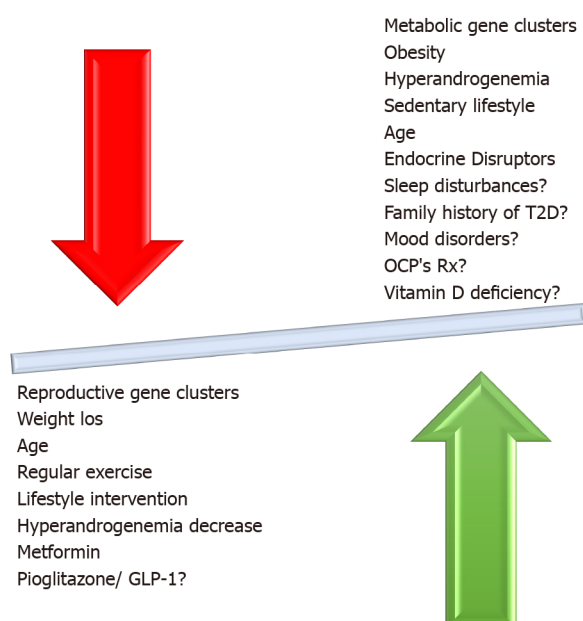 Metabolic gene clusters
Obesity
Hyperandrogenemia
Sedentary lifestyle
Age
Endocrine Disruptors
Sleep disturbances?
Family history of T2D?
Mood disorders?
OCP's Rx?
Vitamin D deficiency?
Reproductive gene clusters
Weight los
Age
Regular exercise
Lifestyle intervention
Hyperandrogenemia decrease
Metformin
Pioglitazone/ GLP-1?